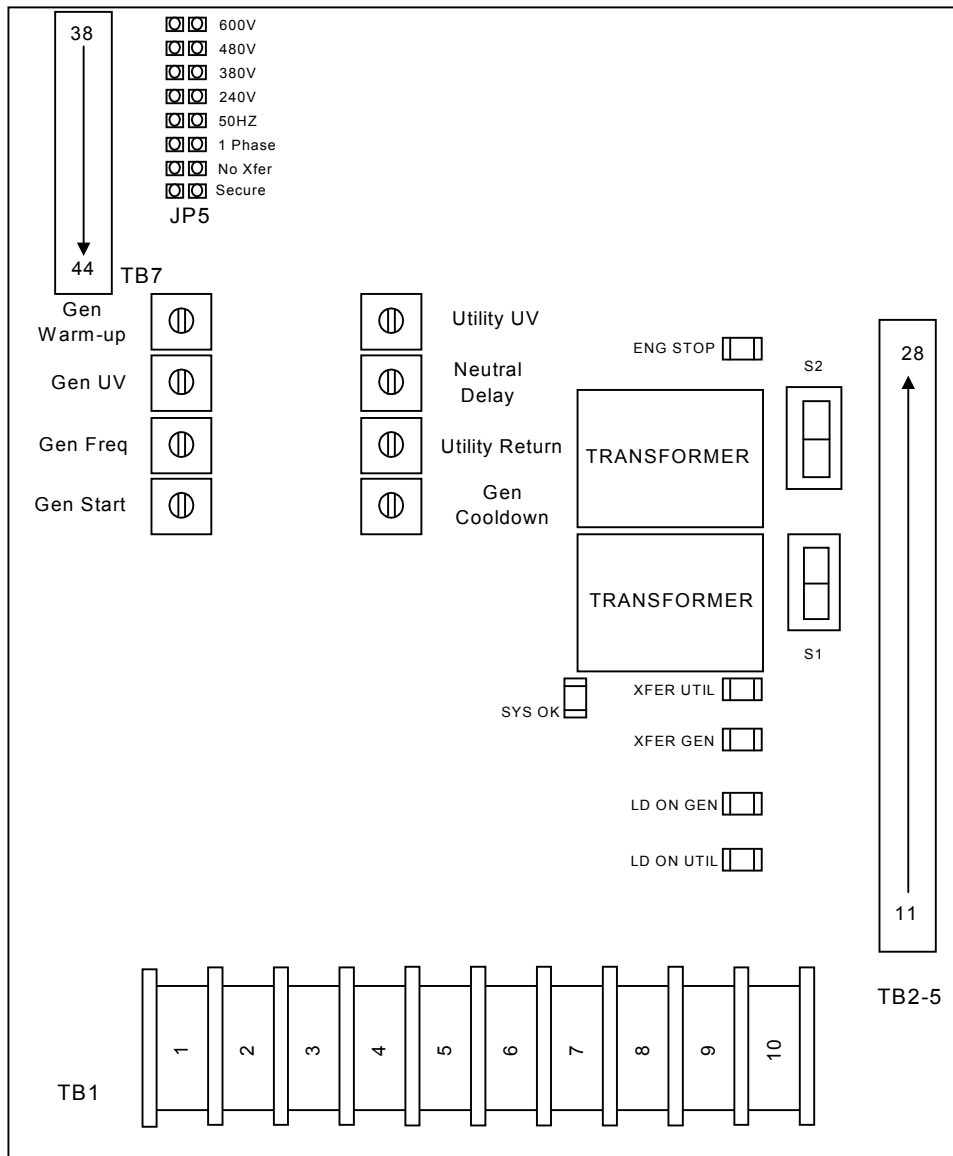 38
600V
480V
380V
240V
50HZ
1 Phase
No Xfer
Secure
JP5
44
TB7
Gen
Warm-up
Gen UV
Gen Freq
Gen Start
Utility UV
Neutral
Delay
Utility Return
Gen
Cooldown
ENG STOP
S2
TRANSFORMER
TRANSFORMER
S1
28
11
TB2-5
SYS OK
XFER UTIL
XFER GEN
LD ON GEN
LD ON UTIL
TB1
1
2
3
4
5
6
7
8
9
10